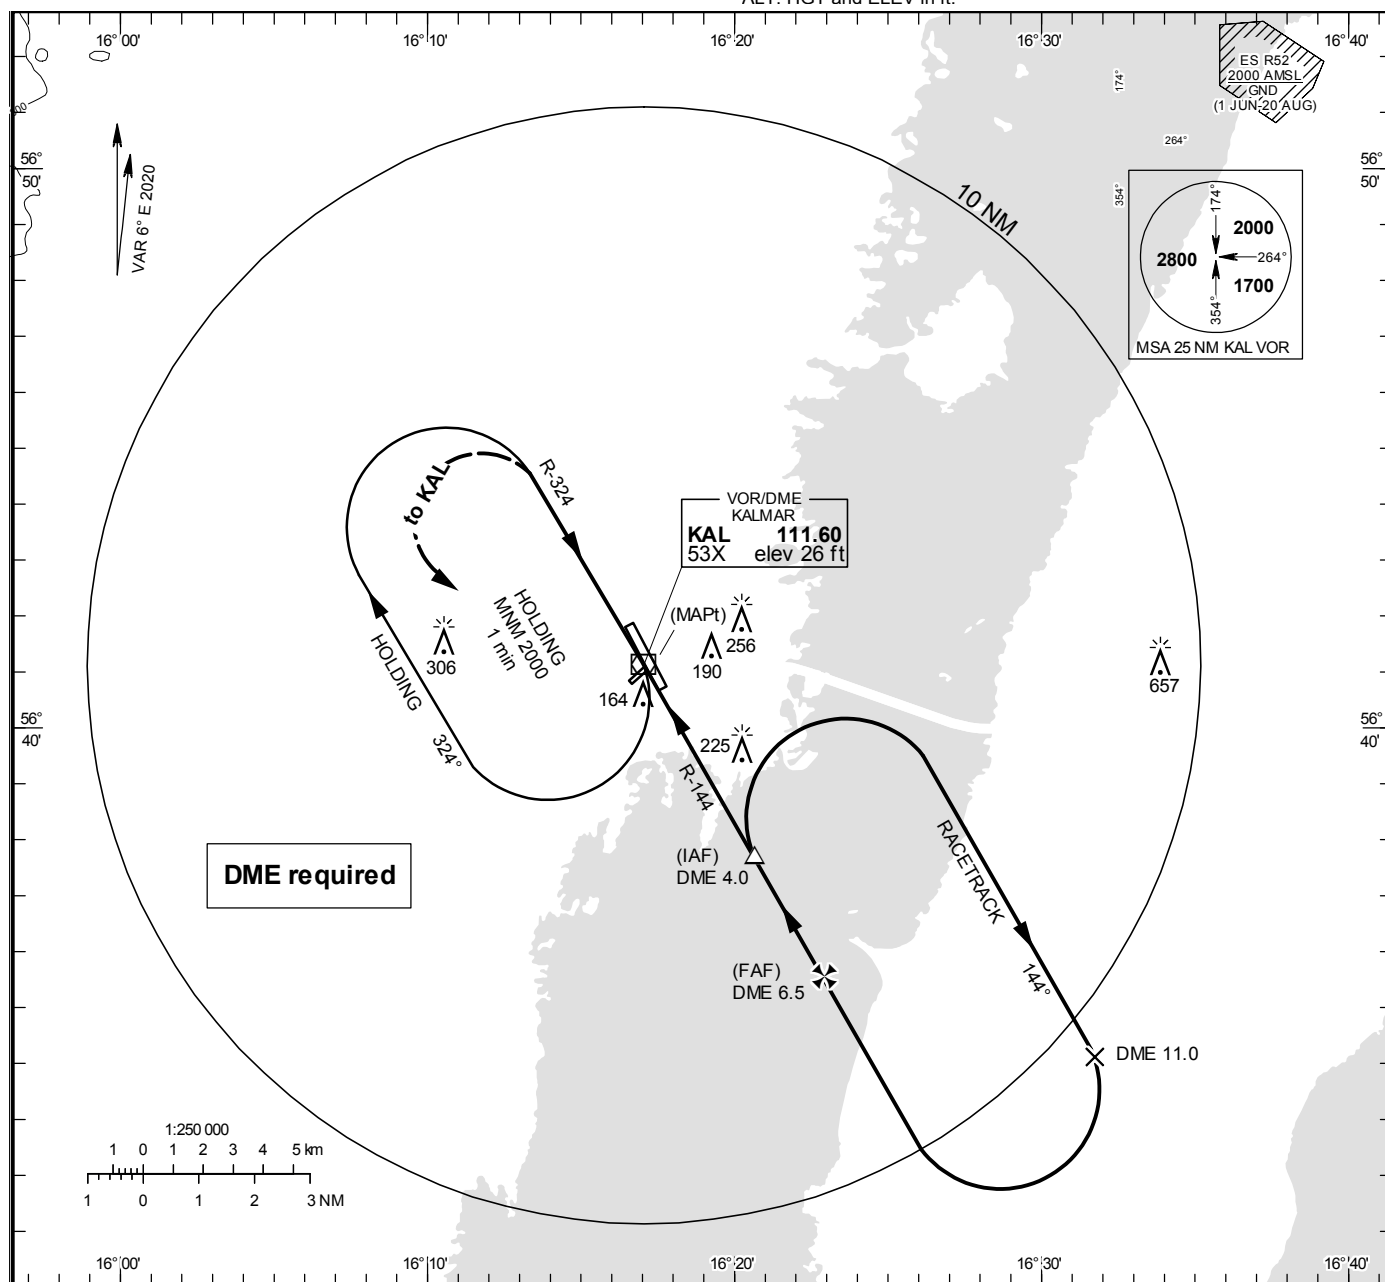 ALT. HGT and ELEV in ft.
16° 00'
16° 10'
16° 20'
16° 30'
16° 40'
ES R52
2000 AMSL
GND
(1 JUN-20 AUG)
174°
264°
354°
56°
50'
56°
50'
VAR 6° E 2020
10 NM
174°
2000
2800
264°
1700
354°
MSA 25 NM KAL VOR
to KAL
R-324
VOR/DME
KALMAR
KAL 111.60
53X elev 26 ft
HOLDING
MNM 2000
1 min
(MAPt)
256
190
306
657
164
HOLDING
324°
225
56°
40'
56°
40'
R-144
RACETRACK
(IAF)
DME 4.0
DME required
(FAF)
DME 6.5
144°
DME 11.0
1:250 000
1 0 1 2 3 4 5 km
1 0 1 2 3 NM
16° 00'
16° 10'
16° 20'
16° 30'
16° 40'